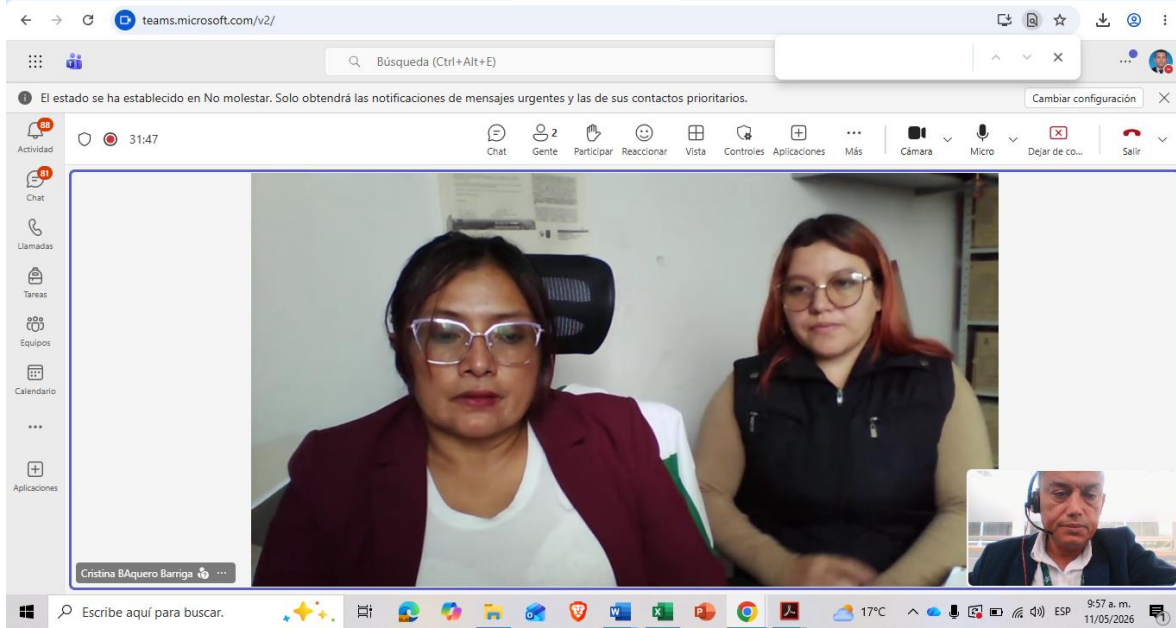 teams.microsoft.com/v2/
Búsqueda (Ctrl+Alt+E)
El estado se ha establecido en No molestar. Solo obtendrá las notificaciones de mensajes urgentes y las de sus contactos prioritarios.
Cambiar configuración
88
Actividad
31:47
Chat
2
Gente
Participar
Reaccionar
Vista
Controles
Aplicaciones
Más
Cámara
Micro
Dejar de co...
Salir
81
Chat
Llamadas
Tareas
Equipos
Calendario
Aplicaciones
Cristina BAquero Barriga
Escribe aquí para buscar.
17°C
ESP
9:57 a. m.
11/05/2026